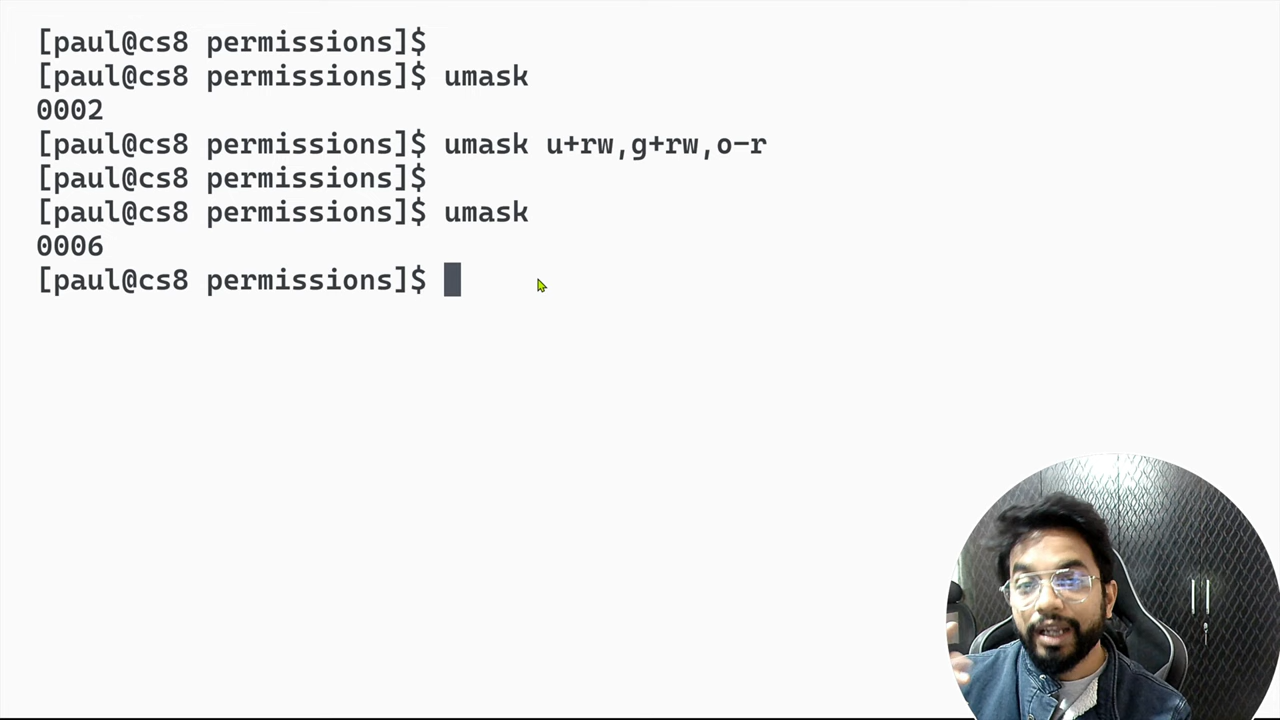 [paul@cs8 permissions]$
[paul@cs8 permissions]$ umask
0002
[paul@cs8 permissions]$ umask u+rw,g+rw,o-r
[paul@cs8 permissions]$
[paul@cs8 permissions]$ umask
0006
[paul@cs8 permissions]$